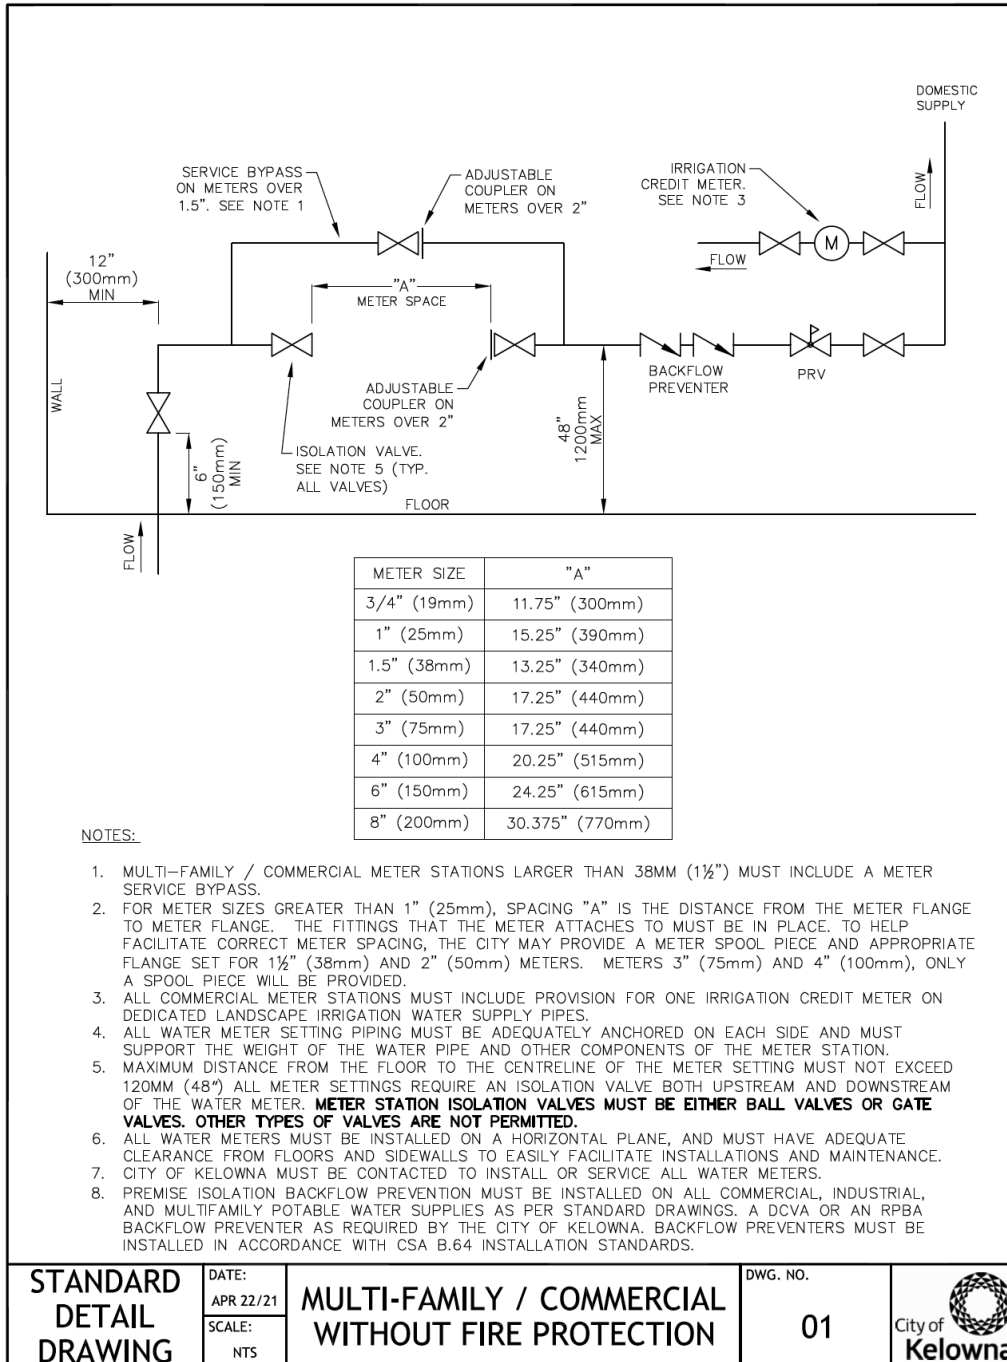 DOMESTIC
SUPPLY
SERVICE BYPASS
ON METERS OVER
1.5". SEE NOTE 1
ADJUSTABLE
COUPLER ON
METERS OVER 2"
IRRIGATION
CREDIT METER.
SEE NOTE 3
FLOW
M
FLOW
12"
(300mm)
MIN
"A"
METER SPACE
WALL
ADJUSTABLE
COUPLER ON
METERS OVER 2"
BACKFLOW
PREVENTER
PRV
48"
1200mm
MAX
6"
(150mm)
MIN
ISOLATION VALVE.
SEE NOTE 5 (TYP.
ALL VALVES)
FLOOR
FLOW
METER SIZE "A"
3/4" (19mm) 11.75" (300mm)
1" (25mm) 15.25" (390mm)
1.5" (38mm) 13.25" (340mm)
2" (50mm) 17.25" (440mm)
3" (75mm) 17.25" (440mm)
4" (100mm) 20.25" (515mm)
6" (150mm) 24.25" (615mm)
8" (200mm) 30.375" (770mm)
NOTES:
1. MULTI-FAMILY / COMMERCIAL METER STATIONS LARGER THAN 38MM (1½") MUST INCLUDE A METER
SERVICE BYPASS.
2. FOR METER SIZES GREATER THAN 1" (25mm), SPACING "A" IS THE DISTANCE FROM THE METER FLANGE
TO METER FLANGE. THE FITTINGS THAT THE METER ATTACHES TO MUST BE IN PLACE. TO HELP
FACILITATE CORRECT METER SPACING, THE CITY MAY PROVIDE A METER SPOOL PIECE AND APPROPRIATE
FLANGE SET FOR 1½" (38mm) AND 2" (50mm) METERS. METERS 3" (75mm) AND 4" (100mm), ONLY
A SPOOL PIECE WILL BE PROVIDED.
3. ALL COMMERCIAL METER STATIONS MUST INCLUDE PROVISION FOR ONE IRRIGATION CREDIT METER ON
DEDICATED LANDSCAPE IRRIGATION WATER SUPPLY PIPES.
4. ALL WATER METER SETTING PIPING MUST BE ADEQUATELY ANCHORED ON EACH SIDE AND MUST
SUPPORT THE WEIGHT OF THE WATER PIPE AND OTHER COMPONENTS OF THE METER STATION.
5. MAXIMUM DISTANCE FROM THE FLOOR TO THE CENTRELINE OF THE METER SETTING MUST NOT EXCEED
120MM (48") ALL METER SETTINGS REQUIRE AN ISOLATION VALVE BOTH UPSTREAM AND DOWNSTREAM
OF THE WATER METER. METER STATION ISOLATION VALVES MUST BE EITHER BALL VALVES OR GATE
VALVES. OTHER TYPES OF VALVES ARE NOT PERMITTED.
6. ALL WATER METERS MUST BE INSTALLED ON A HORIZONTAL PLANE, AND MUST HAVE ADEQUATE
CLEARANCE FROM FLOORS AND SIDEWALLS TO EASILY FACILITATE INSTALLATIONS AND MAINTENANCE.
7. CITY OF KELOWNA MUST BE CONTACTED TO INSTALL OR SERVICE ALL WATER METERS.
8. PREMISE ISOLATION BACKFLOW PREVENTION MUST BE INSTALLED ON ALL COMMERCIAL, INDUSTRIAL,
AND MULTIFAMILY POTABLE WATER SUPPLIES AS PER STANDARD DRAWINGS. A DCVA OR AN RPBA
BACKFLOW PREVENTER AS REQUIRED BY THE CITY OF KELOWNA. BACKFLOW PREVENTERS MUST BE
INSTALLED IN ACCORDANCE WITH CSA B.64 INSTALLATION STANDARDS.
STANDARD
DETAIL
DRAWING
DATE:
APR 22/21
SCALE:
NTS
MULTI-FAMILY / COMMERCIAL
WITHOUT FIRE PROTECTION
DWG. NO.
01
City of
Kelowna